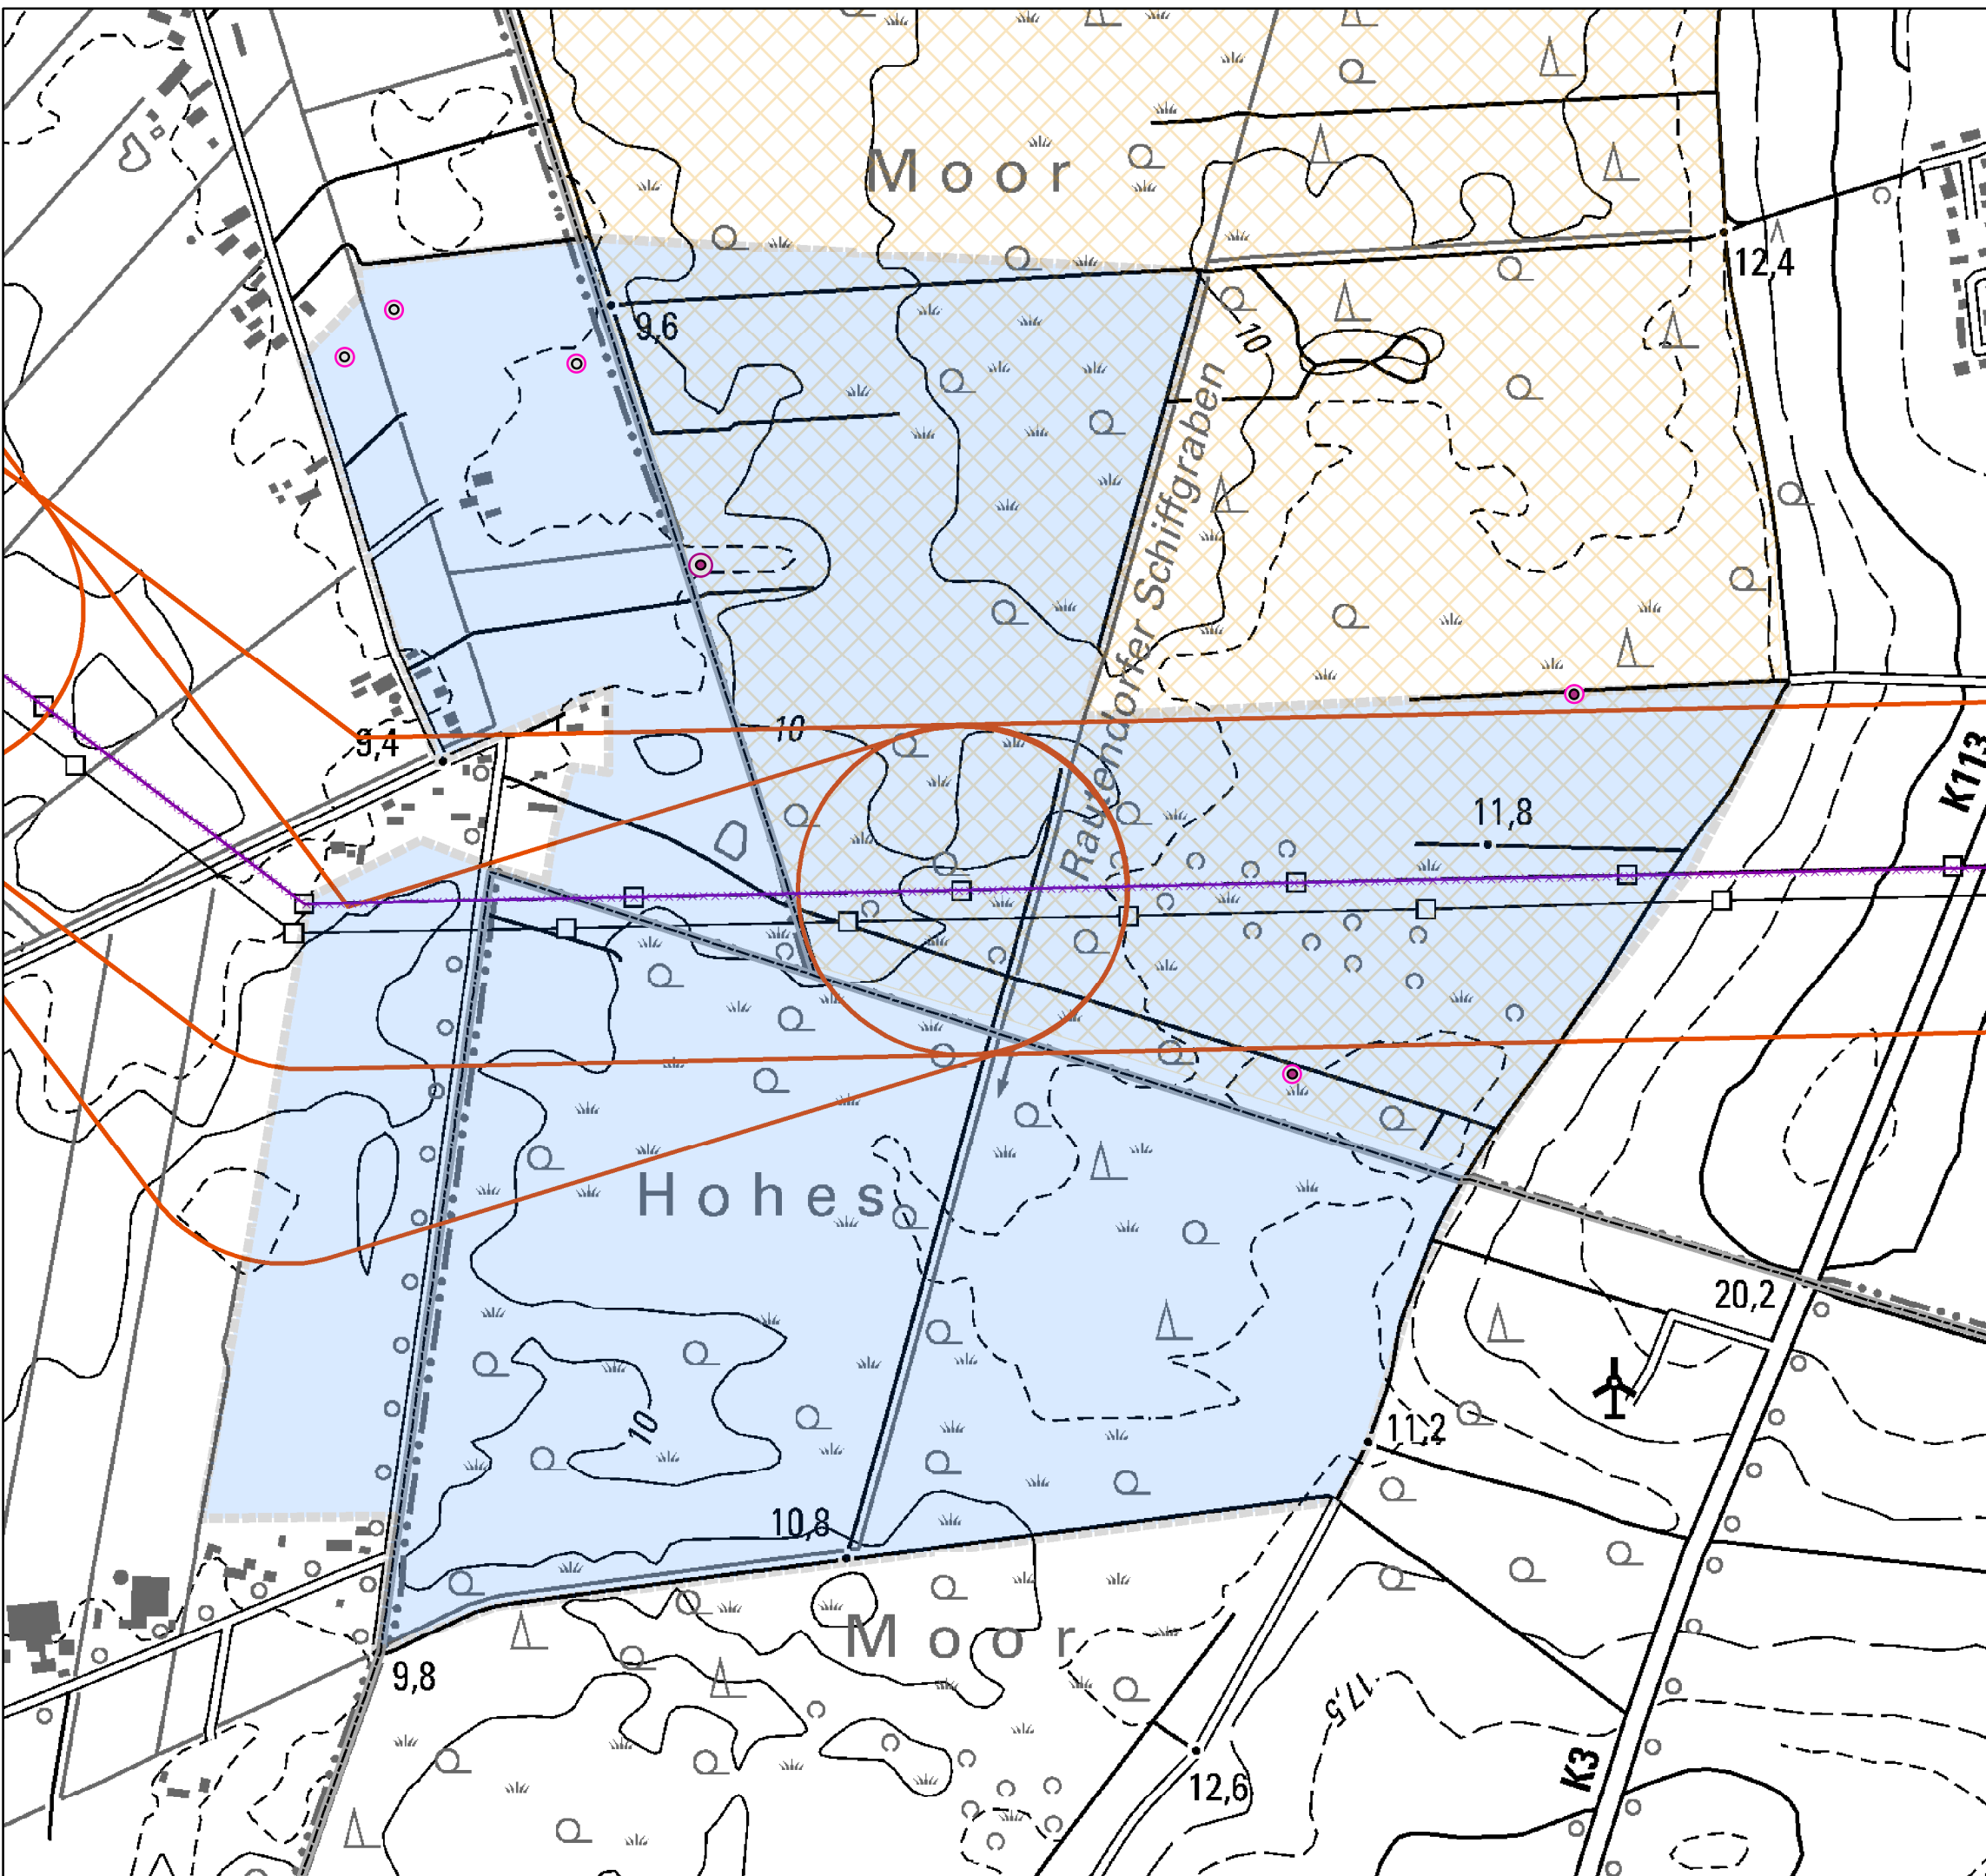 Moor
12,4
9,6
10
Rautendorfer Schiffgraben
9,4
10
K113
11,8
Hohes
20,2
11,2
10
10,8
Moor
9,8
17,5
K3
12,6